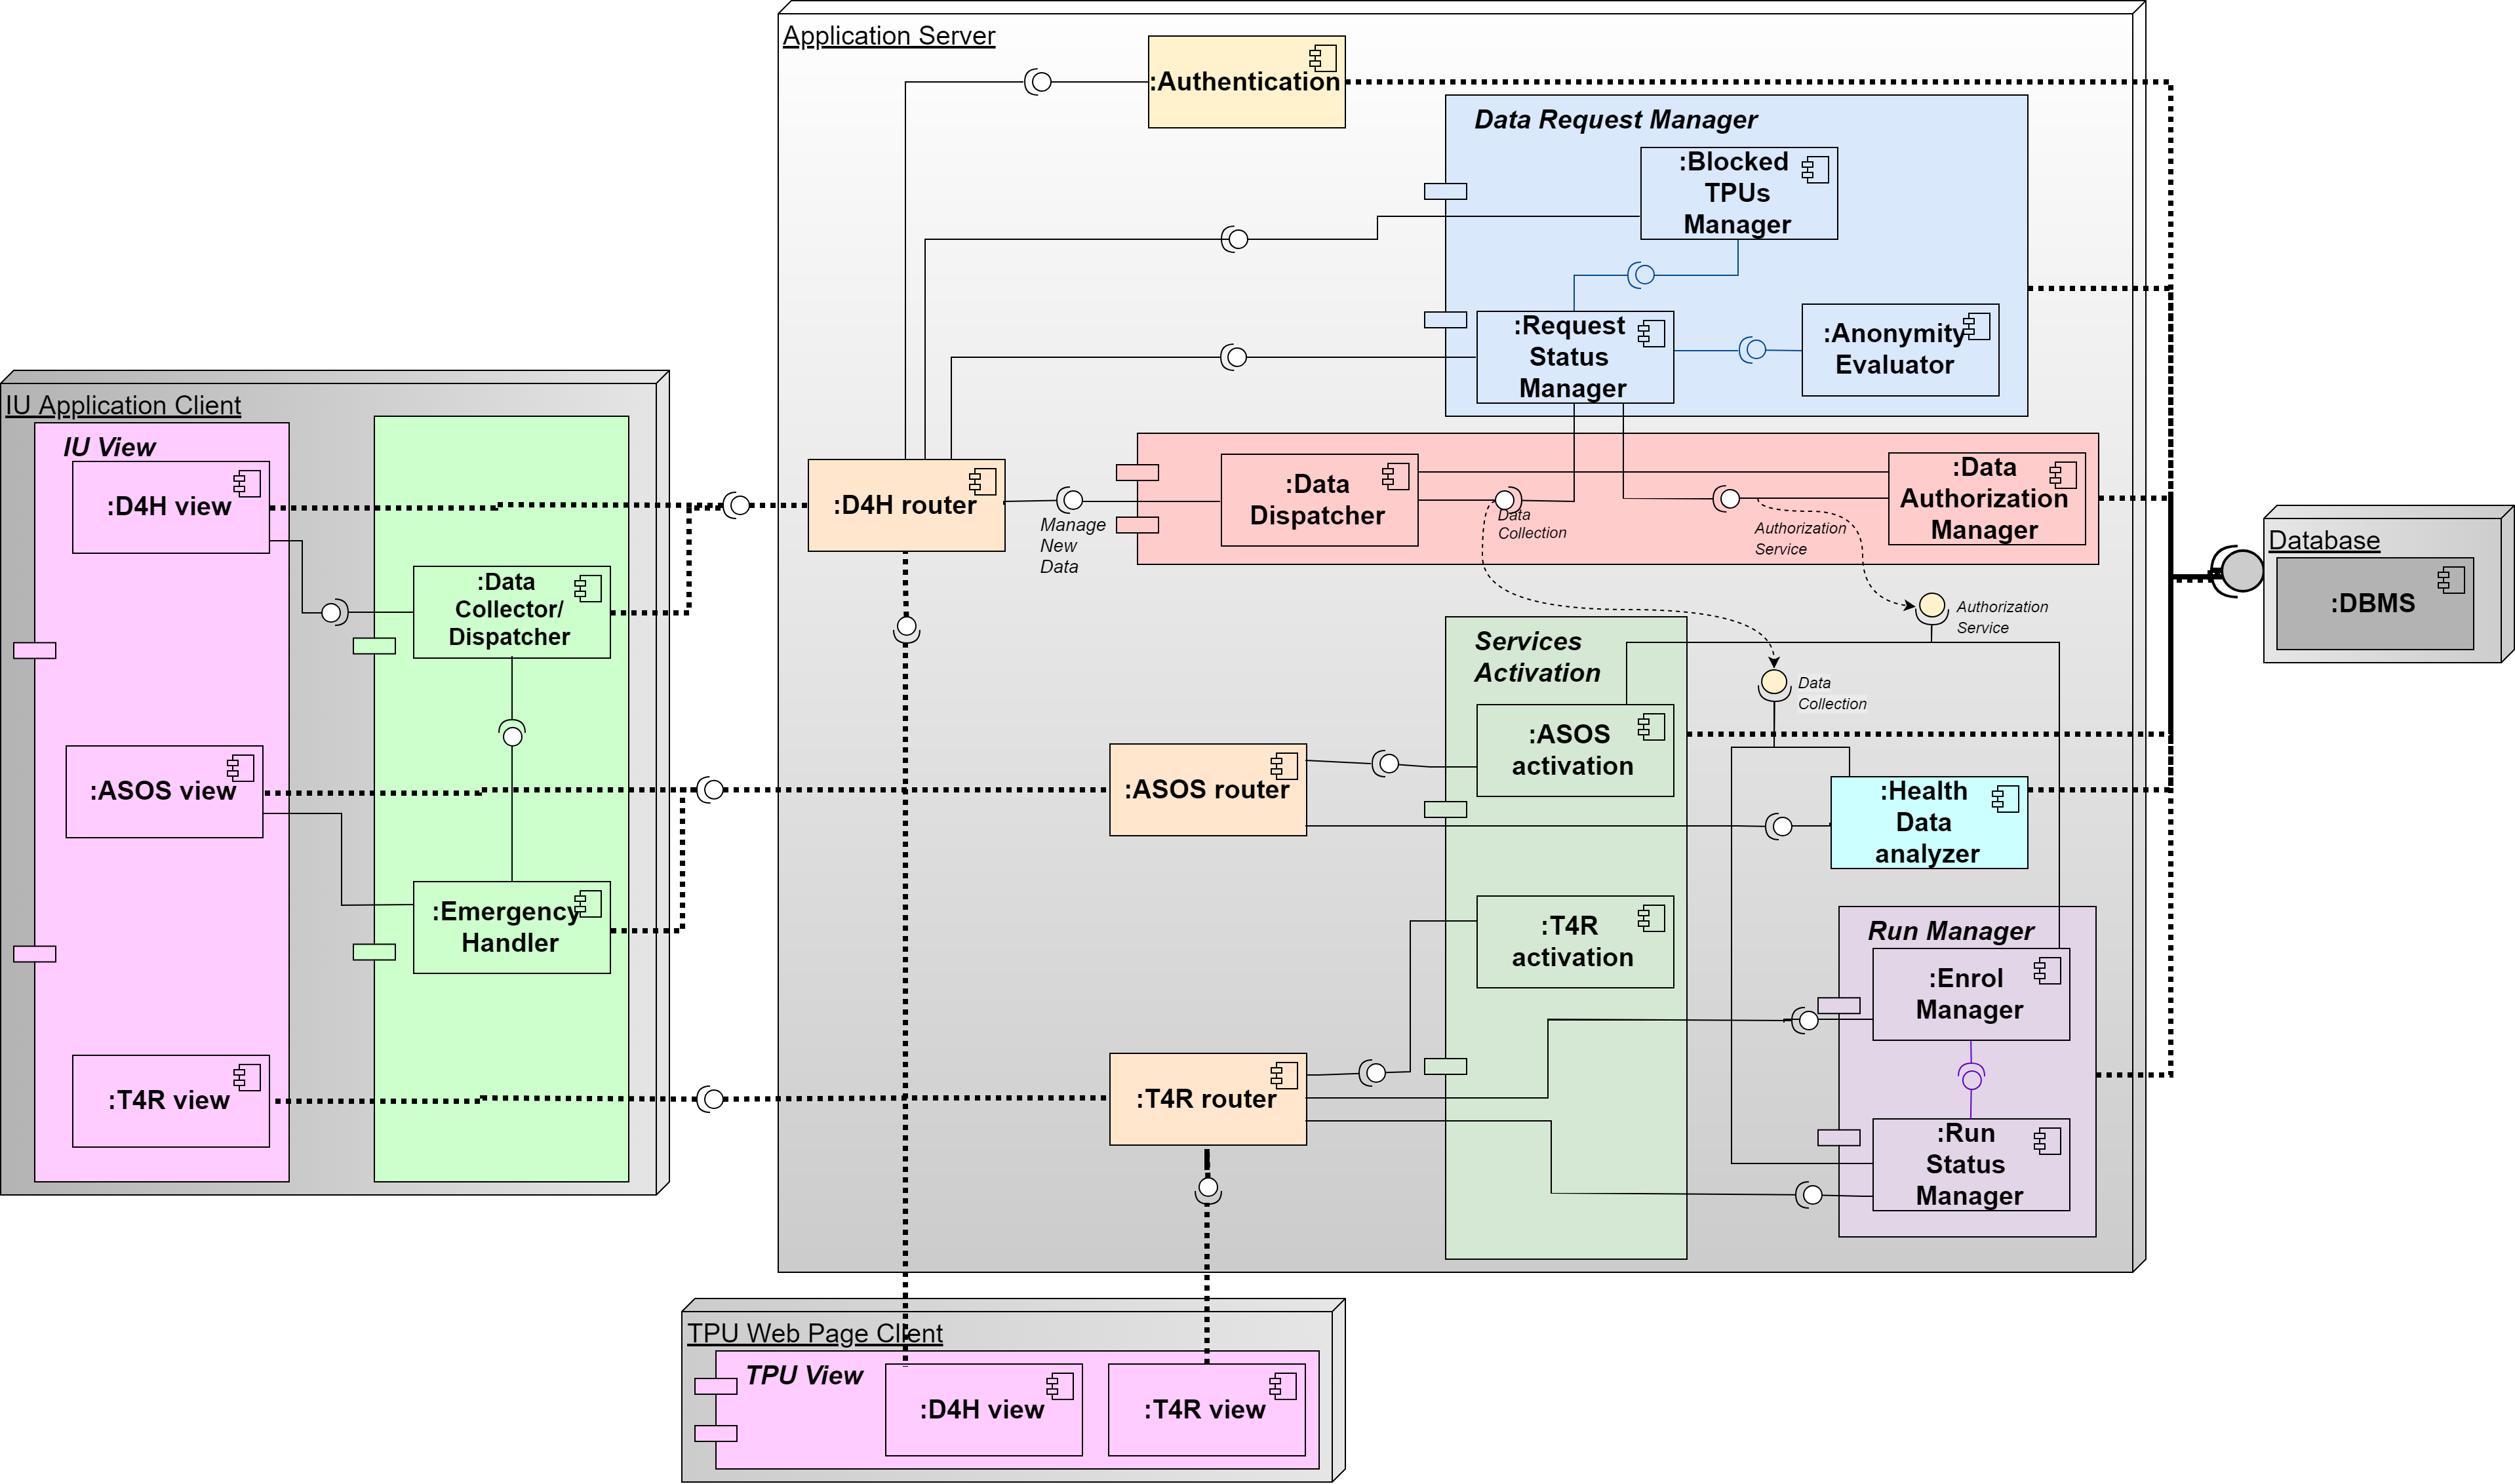 Application Server
:Authentication
Data Request Manager
:Blocked
TPUs
Manager
:Request
Status
Manager
:Anonymity
Evaluator
IU Application Client
IU View
:D4H view
:Data
Collector/
Dispatcher
:ASOS view
:Emergency
Handler
:T4R view
:D4H router
Manage
New
Data
:Data
Dispatcher
Data
Collection
Authorization
Service
:Data
Authorization
Manager
Authorization
Service
Data
Collection
Database
:DBMS
Services
Activation
:ASOS
activation
:ASOS router
:Health
Data
analyzer
:T4R
activation
:T4R router
Run Manager
:Enrol
Manager
:Run
Status
Manager
TPU Web Page Client
TPU View
:D4H view
:T4R view